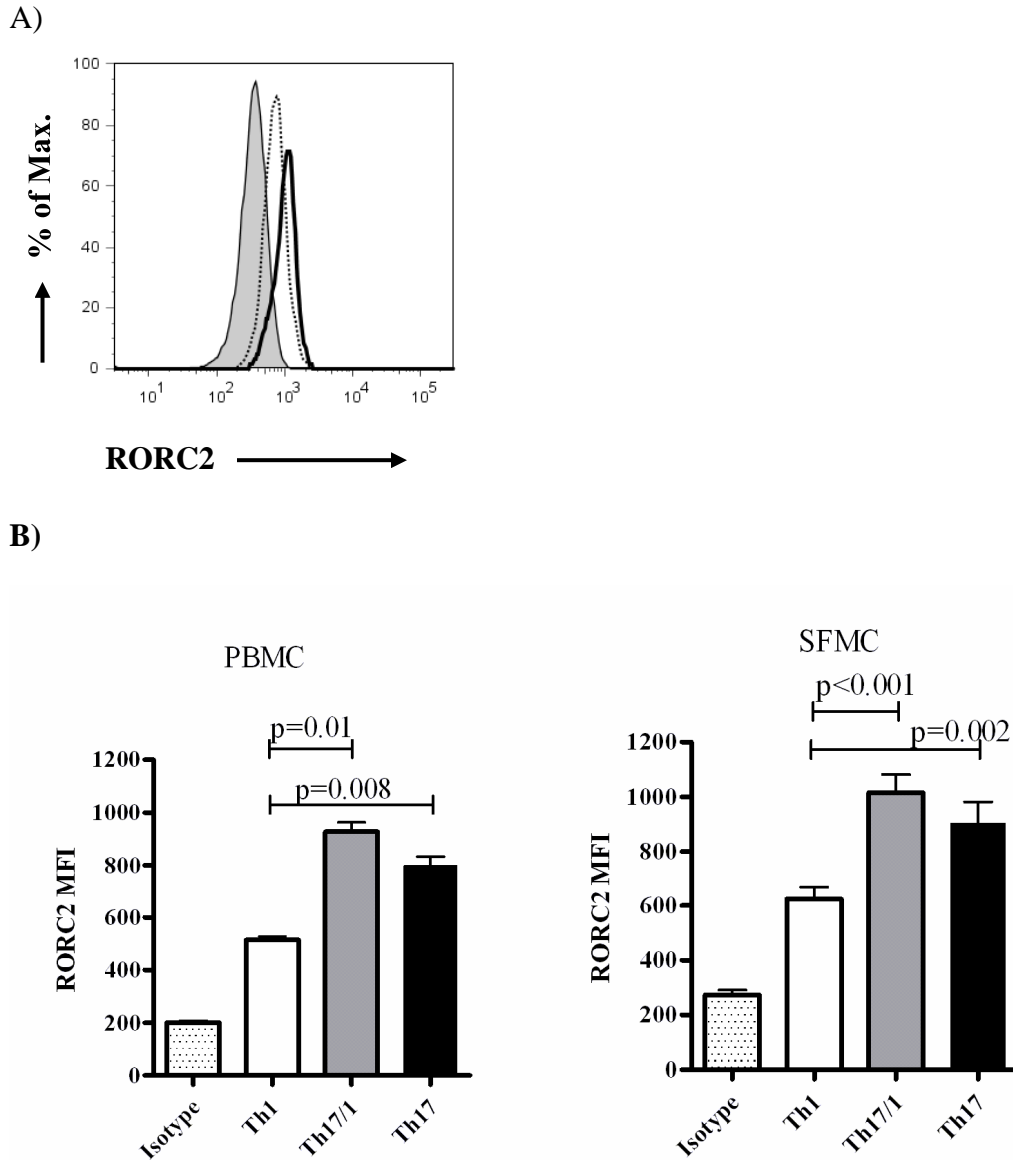 A)
100
80
60
40
20
0
% of Max.
10^1 10^2 10^3 10^4 10^5
RORC2
B)
PBMC
p=0.01
p=0.008
1200
1000
800
600
400
200
0
RORC2 MFI
Isotype Th1 Th17/1 Th17
SFMC
p<0.001
p=0.002
1200
1000
800
600
400
200
0
RORC2 MFI
Isotype Th1 Th17/1 Th17